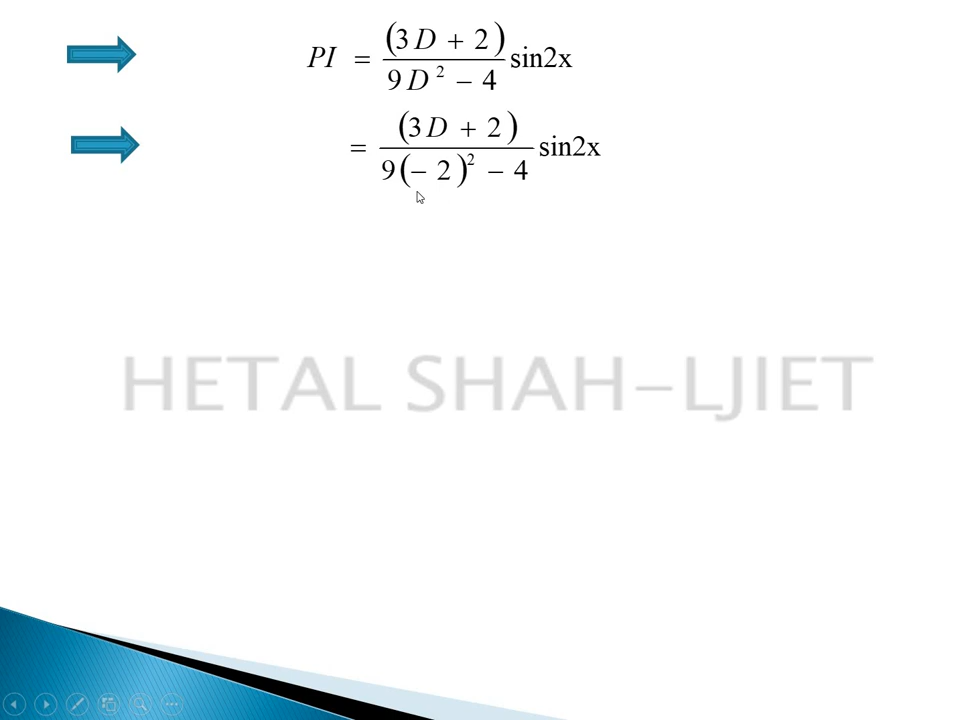 PI = (3D + 2) / (9D² − 4) sin2x
= (3D + 2) / (9(−2)² − 4) sin2x
HETAL SHAH-LJIET